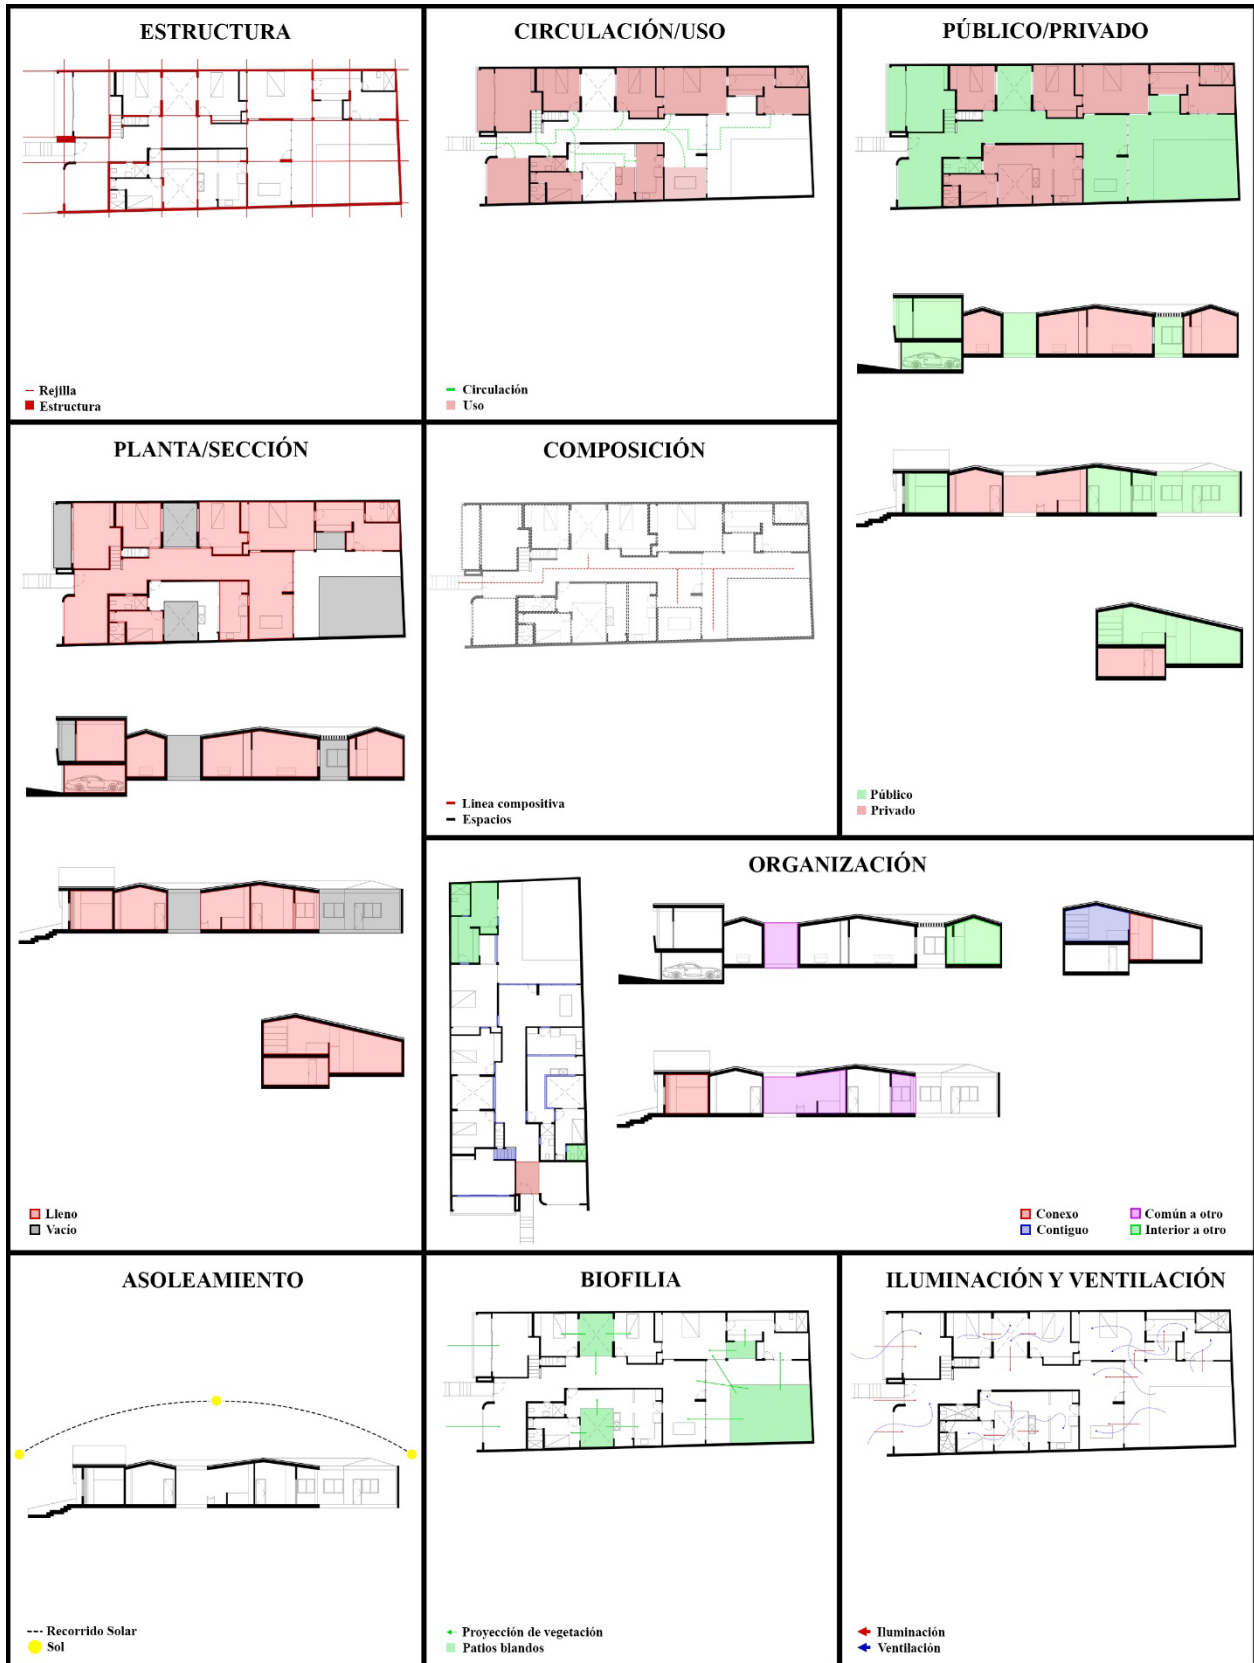 ESTRUCTURA
Rejilla
Estructura
CIRCULACIÓN/USO
Circulación
Uso
PÚBLICO/PRIVADO
Público
Privado
PLANTA/SECCIÓN
Lleno
Vacío
COMPOSICIÓN
Linea compositiva
Espacios
ORGANIZACIÓN
Conexo
Contiguo
Común a otro
Interior a otro
ASOLEAMIENTO
Recorrido Solar
Sol
BIOFILIA
Proyección de vegetación
Patios blandos
ILUMINACIÓN Y VENTILACIÓN
Iluminación
Ventilación